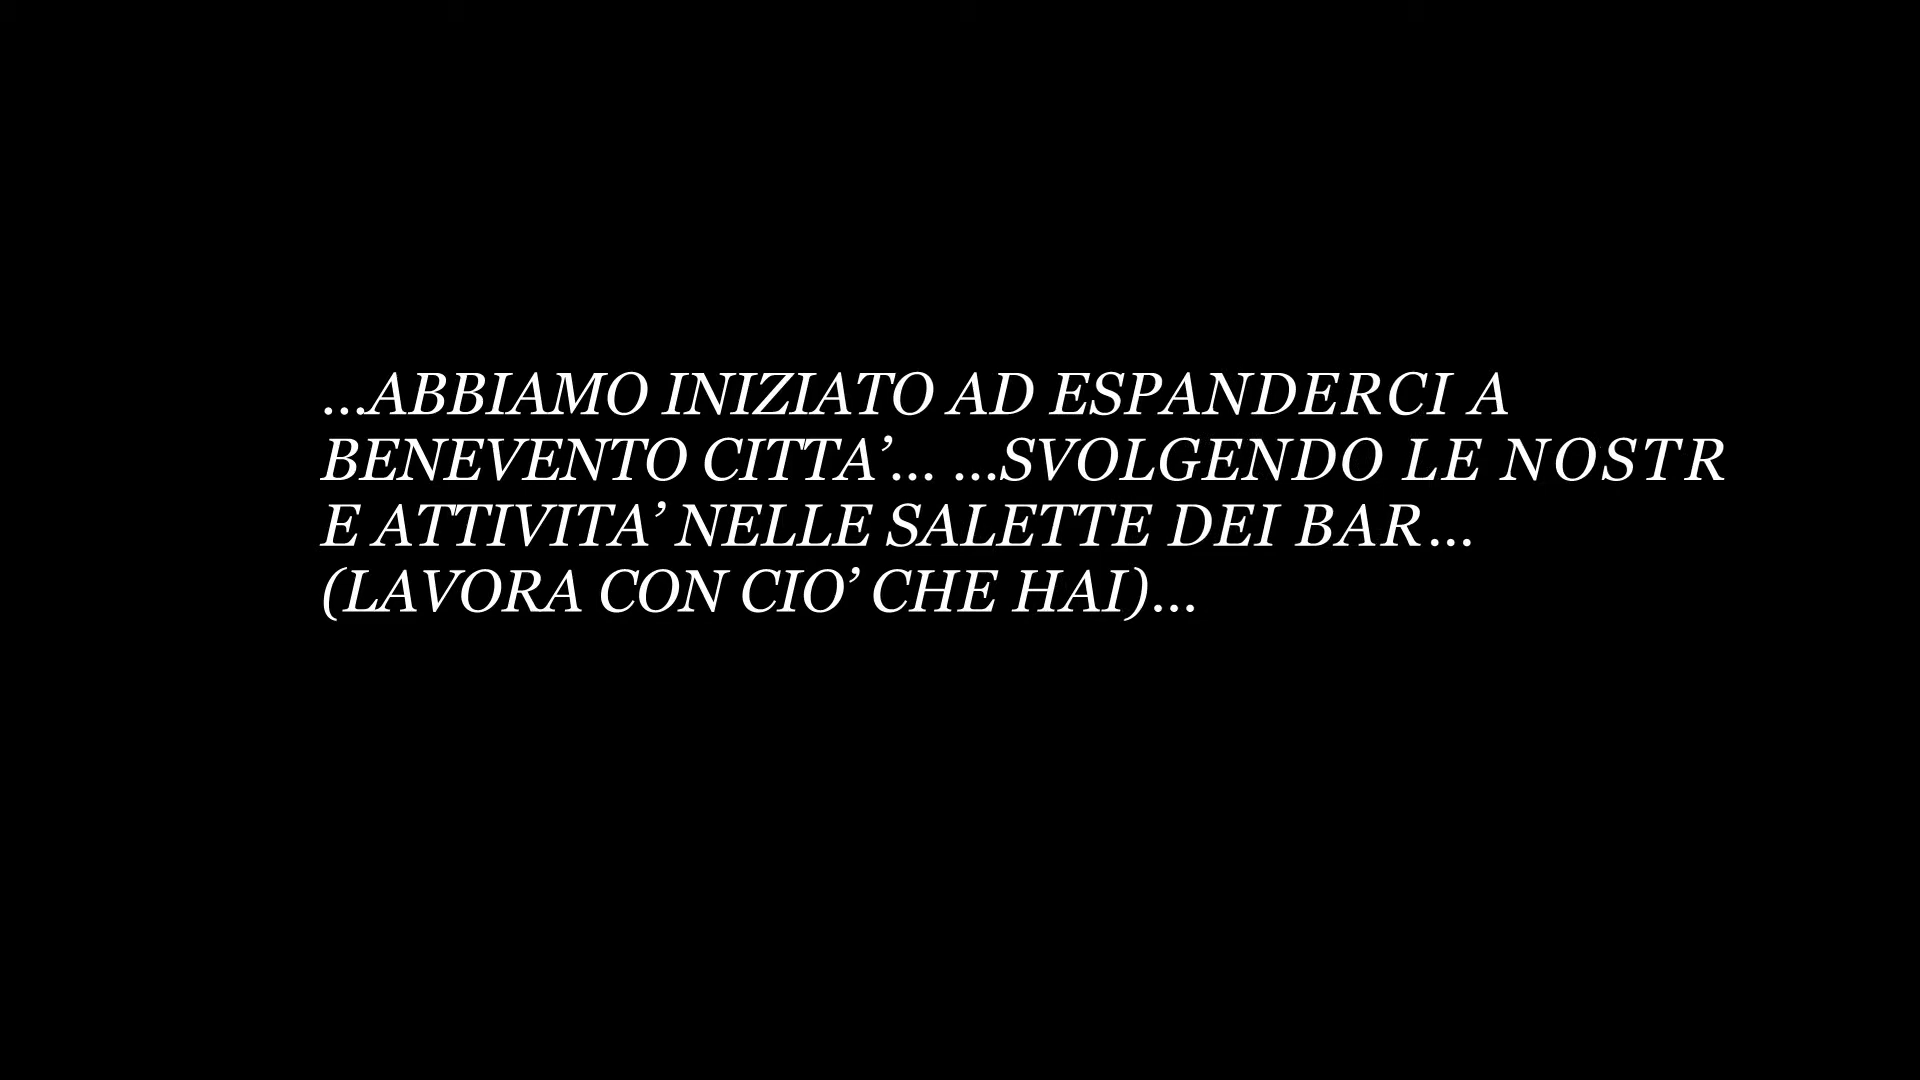 …ABBIAMO INIZIATO AD ESPANDERCI A
BENEVENTO CITTA’… …SVOLGENDO LE NOSTR
E ATTIVITA’ NELLE SALETTE DEI BAR…
(LAVORA CON CIO’ CHE HAI)…